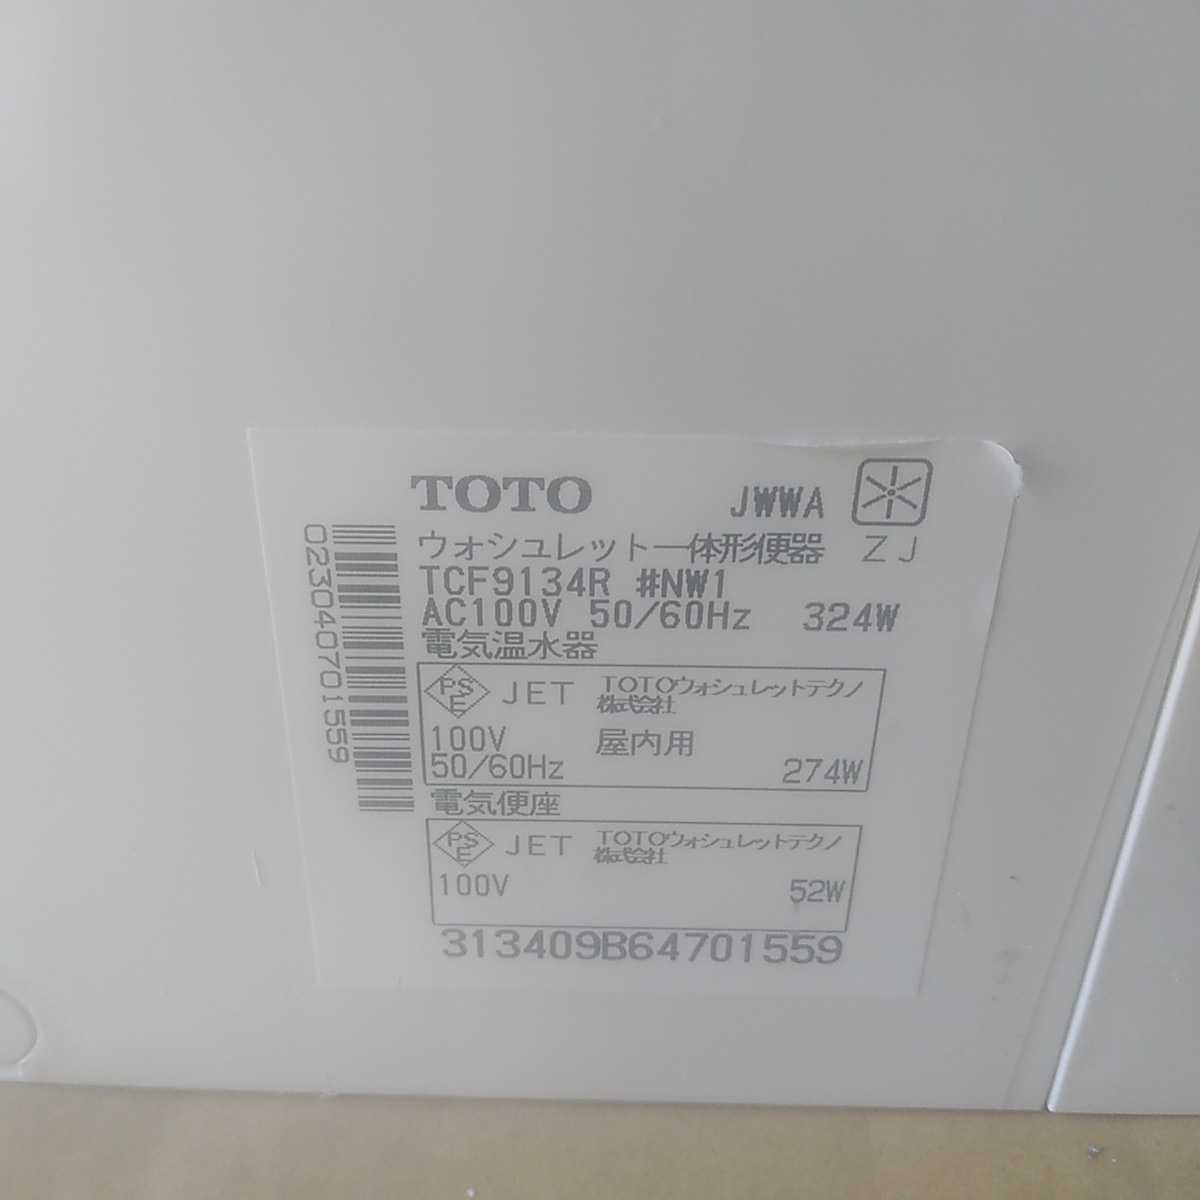 TOTO
JWWA
ZJ
ウォシュレット一体形便器
TCF9134R #NW1
AC100V 50/60Hz 324W
電気温水器
PSE JET TOTOウォシュレットテクノ
株式会社
100V 屋内用
50/60Hz 274W
電気便座
PSE JET TOTOウォシュレットテクノ
株式会社
100V 52W
313409B64701559
023040701559